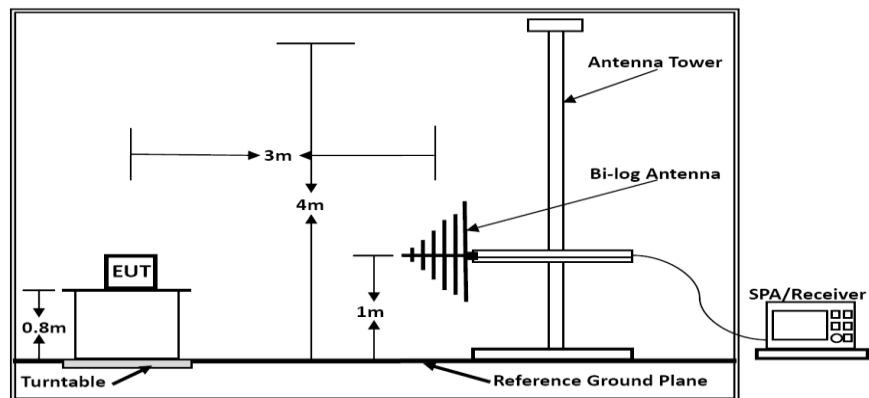 Antenna Tower
3m
Bi-log Antenna
4m
EUT
SPA/Receiver
0.8m
1m
Turntable
Reference Ground Plane